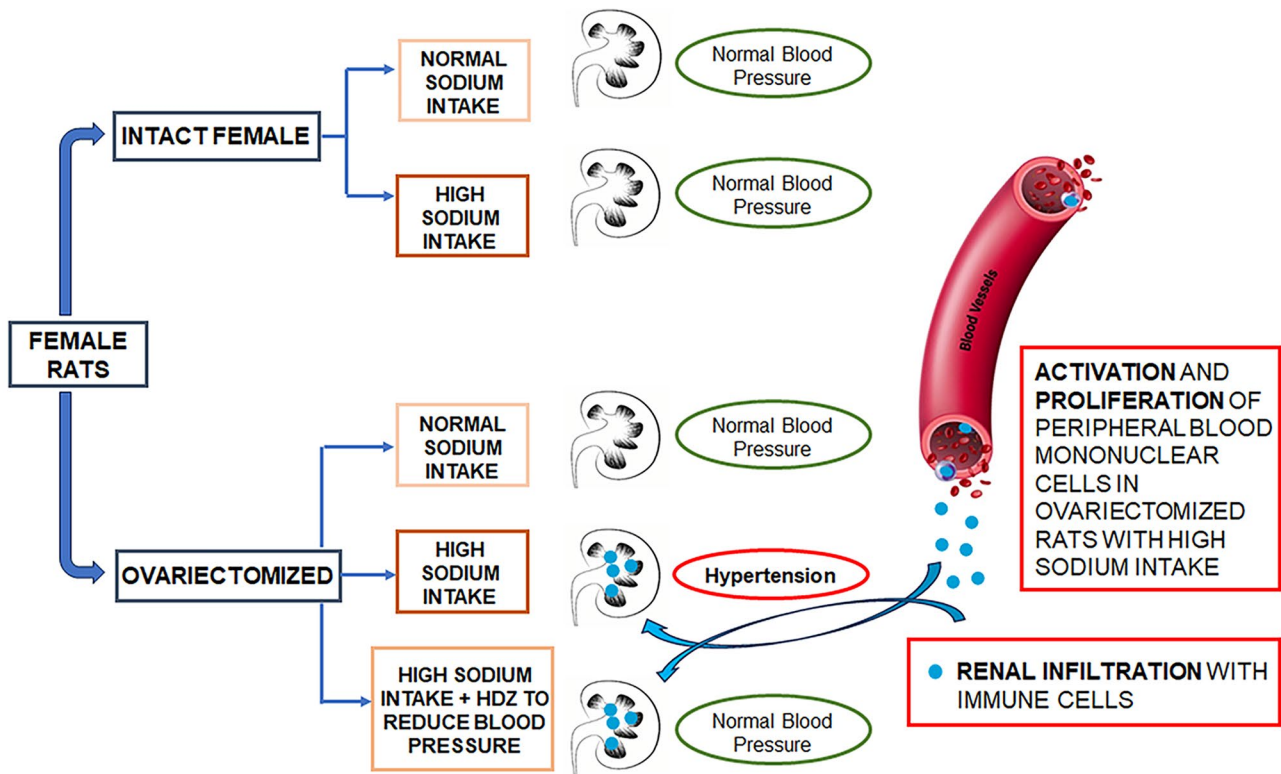 FEMALE
RATS
INTACT FEMALE
NORMAL
SODIUM
INTAKE
Normal Blood
Pressure
HIGH
SODIUM
INTAKE
Normal Blood
Pressure
OVARIECTOMIZED
NORMAL
SODIUM
INTAKE
Normal Blood
Pressure
HIGH
SODIUM
INTAKE
Hypertension
HIGH SODIUM
INTAKE + HDZ TO
REDUCE BLOOD
PRESSURE
Normal Blood
Pressure
Blood Vessels
ACTIVATION AND
PROLIFERATION OF
PERIPHERAL BLOOD
MONONUCLEAR
CELLS IN
OVARIECTOMIZED
RATS WITH HIGH
SODIUM INTAKE
RENAL INFILTRATION WITH
IMMUNE CELLS